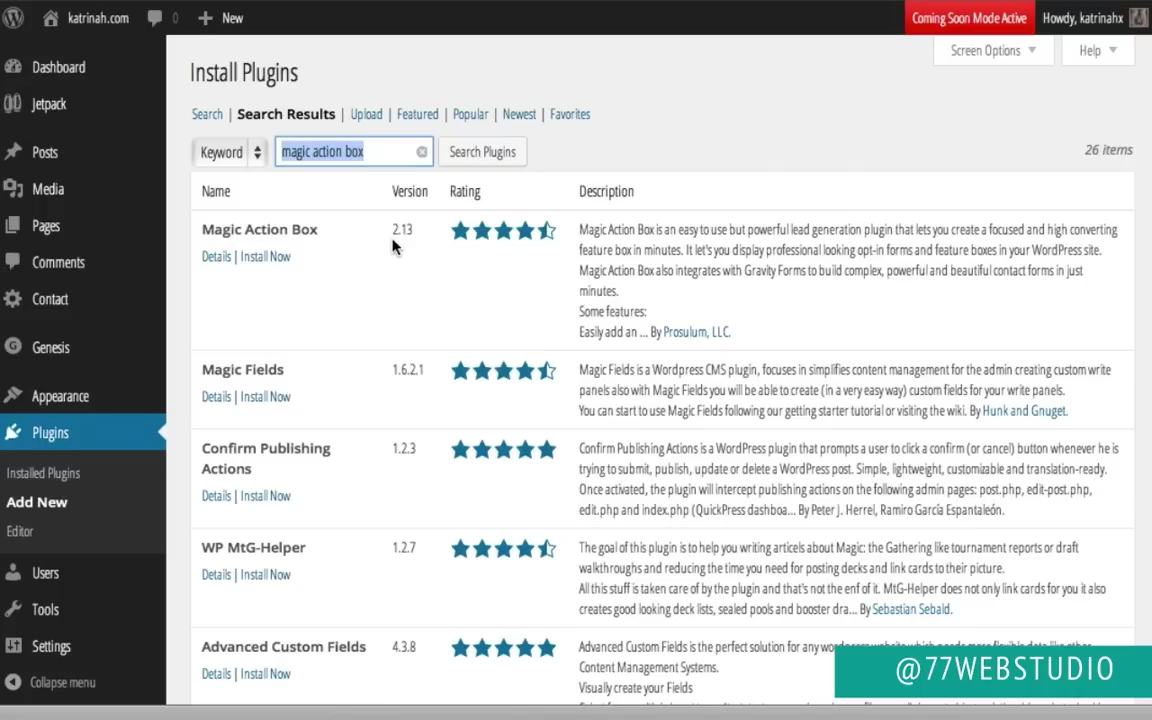 katrinah.com 0 New Coming Soon Mode Active Howdy, katrinahx
Screen Options Help
Dashboard
Jetpack
Posts
Media
Pages
Comments
Contact
Genesis
Appearance
Plugins
Installed Plugins
Add New
Editor
Users
Tools
Settings
Collapse menu
Install Plugins
Search | Search Results | Upload | Featured | Popular | Newest | Favorites
Keyword magic action box Search Plugins 26 items
Name Version Rating Description
Magic Action Box 2.13
Details | Install Now
Magic Action Box is an easy to use but powerful lead generation plugin that lets you create a focused and high converting
feature box in minutes. It let's you display professional looking opt-in forms and feature boxes in your WordPress site.
Magic Action Box also integrates with Gravity Forms to build complex, powerful and beautiful contact forms in just
minutes.
Some features:
Easily add an ... By Prosulum, LLC.
Magic Fields 1.6.2.1
Details | Install Now
Magic Fields is a Wordpress CMS plugin, focuses in simplifies content management for the admin creating custom write
panels also with Magic Fields you will be able to create (in a very easy way) custom fields for your write panels.
You can start to use Magic Fields following our getting starter tutorial or visiting the wiki. By Hunk and Gnuget.
Confirm Publishing
Actions
1.2.3
Details | Install Now
Confirm Publishing Actions is a WordPress plugin that prompts a user to click a confirm (or cancel) button whenever he is
trying to submit, publish, update or delete a WordPress post. Simple, lightweight, customizable and translation-ready.
Once activated, the plugin will intercept publishing actions on the following admin pages: post.php, edit-post.php,
edit.php and index.php (QuickPress dashboa... By Peter J. Herrel, Ramiro García Espantaleón.
WP MtG-Helper 1.2.7
Details | Install Now
The goal of this plugin is to help you writing articels about Magic: the Gathering like tournament reports or draft
walkthroughs and reducing the time you need for posting decks and link cards to their picture.
All this stuff is taken care of by the plugin and that's not the enf of it. MtG-Helper does not only link cards for you it also
creates good looking deck lists, sealed pools and booster dra... By Sebastian Sebald.
Advanced Custom Fields 4.3.8
Details | Install Now
Advanced Custom Fields is the perfect solution for any wordpress website which needs more flexible data like other
Content Management Systems.
Visually create your Fields
@77WEBSTUDIO